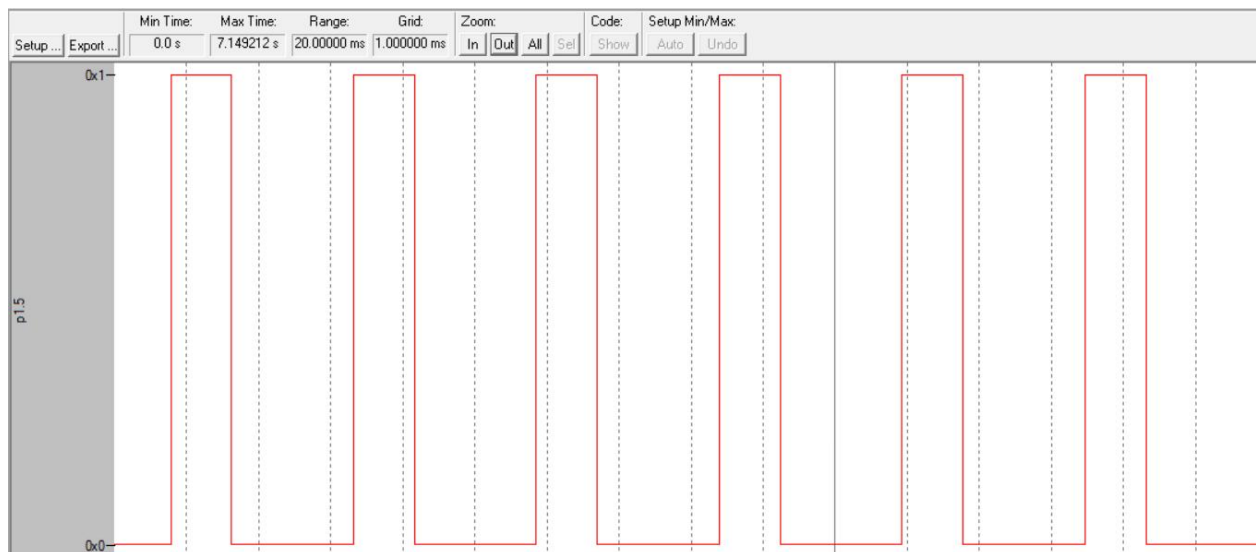 Min Time: Max Time: Range: Grid: Zoom: Code: Setup Min/Max:
Setup ... Export ... 0.0 s 7.149212 s 20.00000 ms 1.000000 ms In Out All Sel Show Auto Undo
0x1
p1.5
0x0